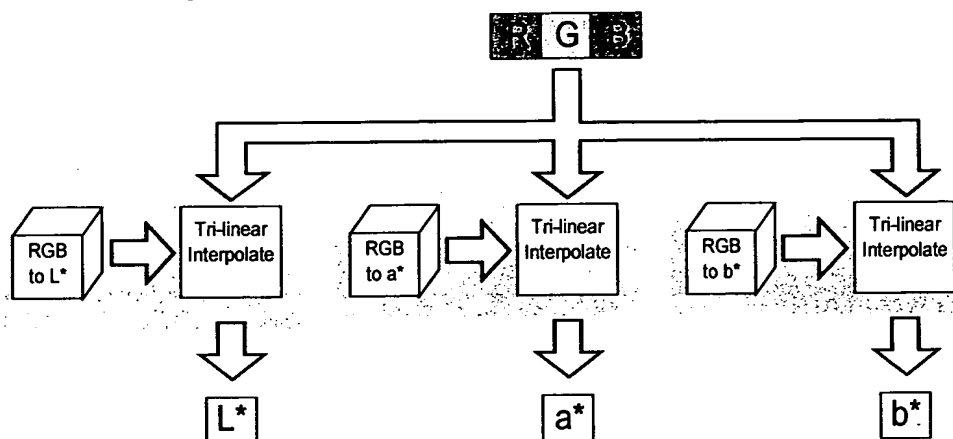 R G B
RGB
to L*
Tri-linear
Interpolate
RGB
to a*
Tri-linear
Interpolate
RGB
to b*
Tri-linear
Interpolate
L*
a*
b*